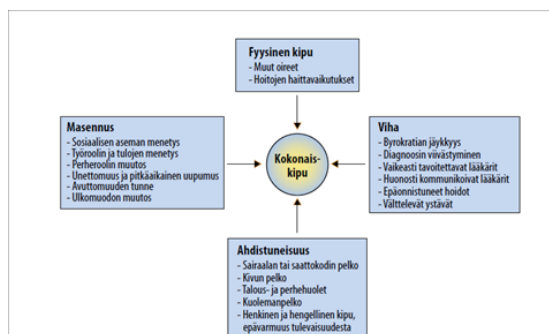 Fyysinen kipu
- Muut oireet
- Hoitojen haittavaikutukset
Masennus
- Sosiaalisen aseman menetys
- Työroolin ja tulojen menetys
- Perheroolin muutos
- Unettomuus ja pitkäaikainen uupumus
- Avuttomuuden tunne
- Ulkomuodon muutos
Kokonais-
kipu
Viha
- Byrokratian jäykkyys
- Diagnoosin viivästyminen
- Vaikeasti tavoitettavat lääkärit
- Huonosti kommunikoivat lääkärit
- Epäonnistuneet hoidot
- Välttelevät ystävät
Ahdistuneisuus
- Sairaalan tai saattokodin pelko
- Kivun pelko
- Talous- ja perhehuolet
- Kuolemanpelko
- Henkinen ja hengellinen kipu,
epävarmuus tulevaisuudesta